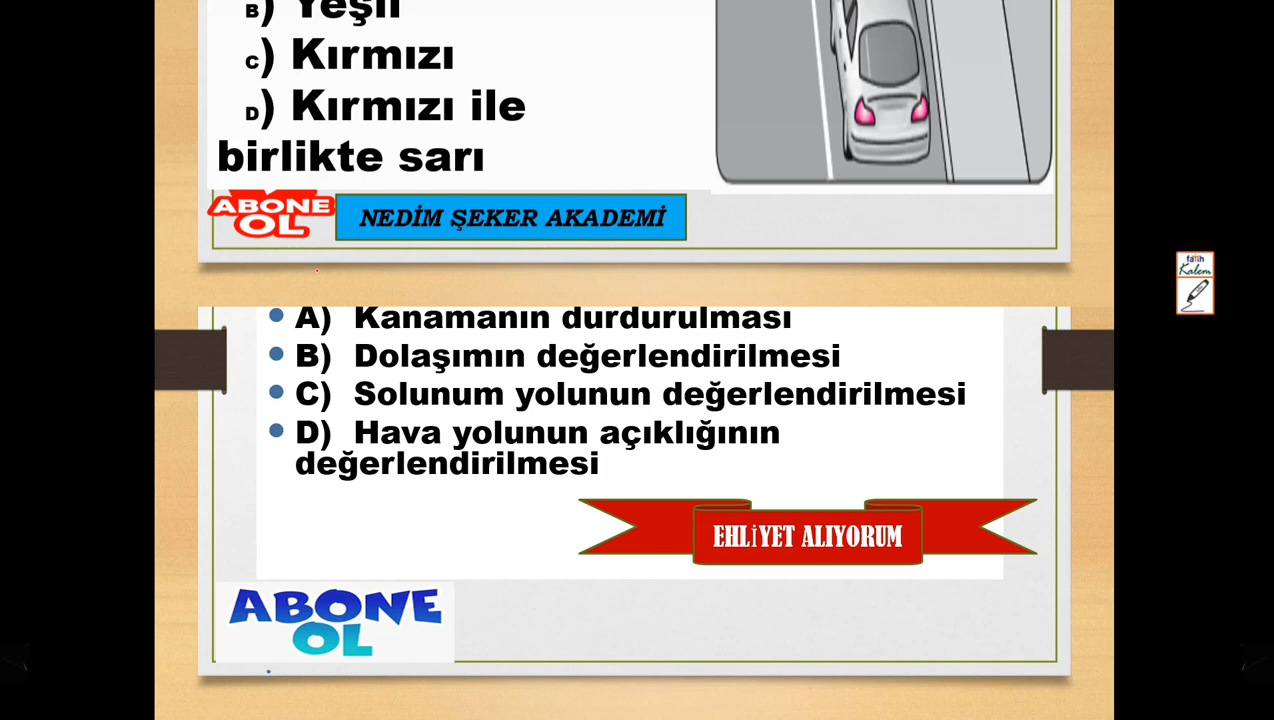 B) Yeşil
C) Kırmızı
D) Kırmızı ile
birlikte sarı
ABONE
OL
NEDİM ŞEKER AKADEMİ
fatih
Kalem
A) Kanamanın durdurulması
B) Dolaşımın değerlendirilmesi
C) Solunum yolunun değerlendirilmesi
D) Hava yolunun açıklığının
değerlendirilmesi
EHLİYET ALIYORUM
ABONE
OL